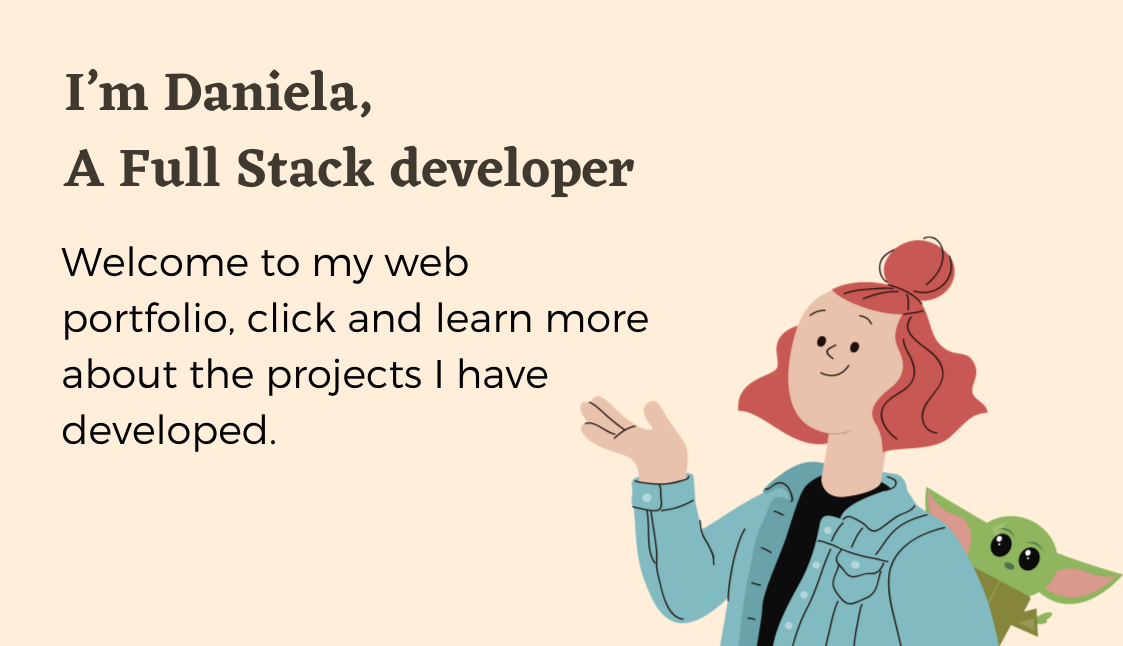 I’m Daniela,
A Full Stack developer
Welcome to my web
portfolio, click and learn more
about the projects I have
developed.